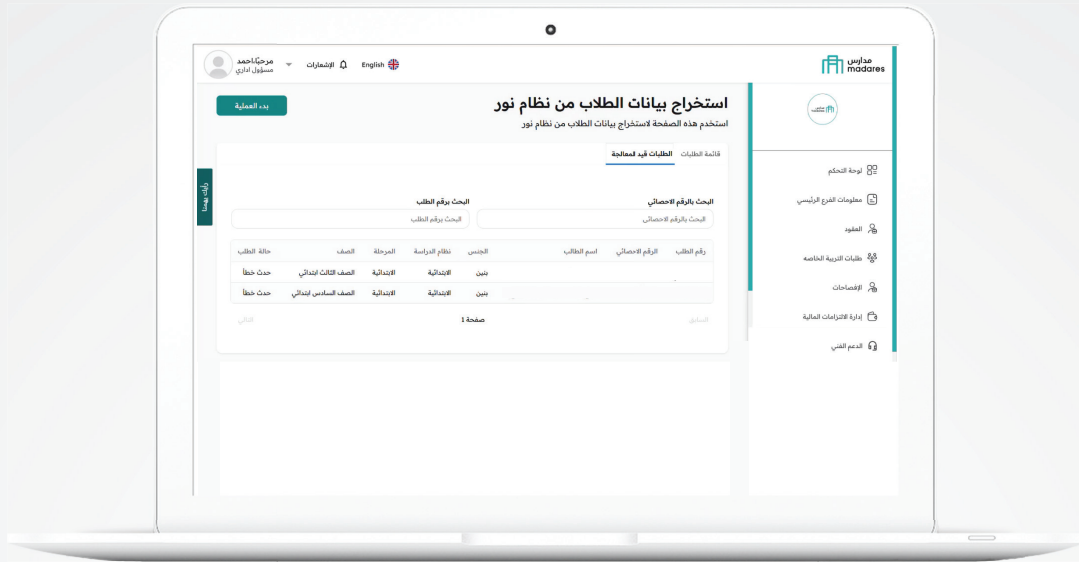 مدارس
madares
English
الإشعارات
مرحبًا،احمد
مسؤول اداري
استخراج بيانات الطلاب من نظام نور
بدء العملية
استخدم هذه الصفحة لاستخراج بيانات الطلاب من نظام نور
قائمة الطلبات
الطلبات قيد المعالجة
رأيك يهمنا
البحث بالرقم الاحصائي
البحث برقم الطلب
البحث بالرقم الاحصائي
البحث برقم الطلب
رقم الطلب الرقم الاحصائي اسم الطالب الجنس نظام الدراسة المرحلة الصف حالة الطلب
بنين الابتدائية الابتدائية الصف الثالث ابتدائي حدث خطأ
بنين الابتدائية الابتدائية الصف السادس ابتدائي حدث خطأ
السابق صفحة 1 التالي
لوحة التحكم
معلومات الفرع الرئيسي
العقود
طلبات التربية الخاصه
الإفصاحات
إدارة الالتزامات المالية
الدعم الفني